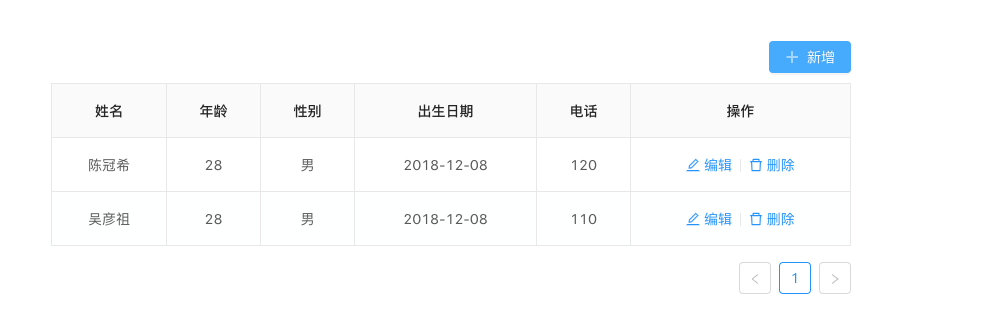 新增
姓名 年龄 性别 出生日期 电话 操作
陈冠希 28 男 2018-12-08 120 编辑 删除
吴彦祖 28 男 2018-12-08 110 编辑 删除
1